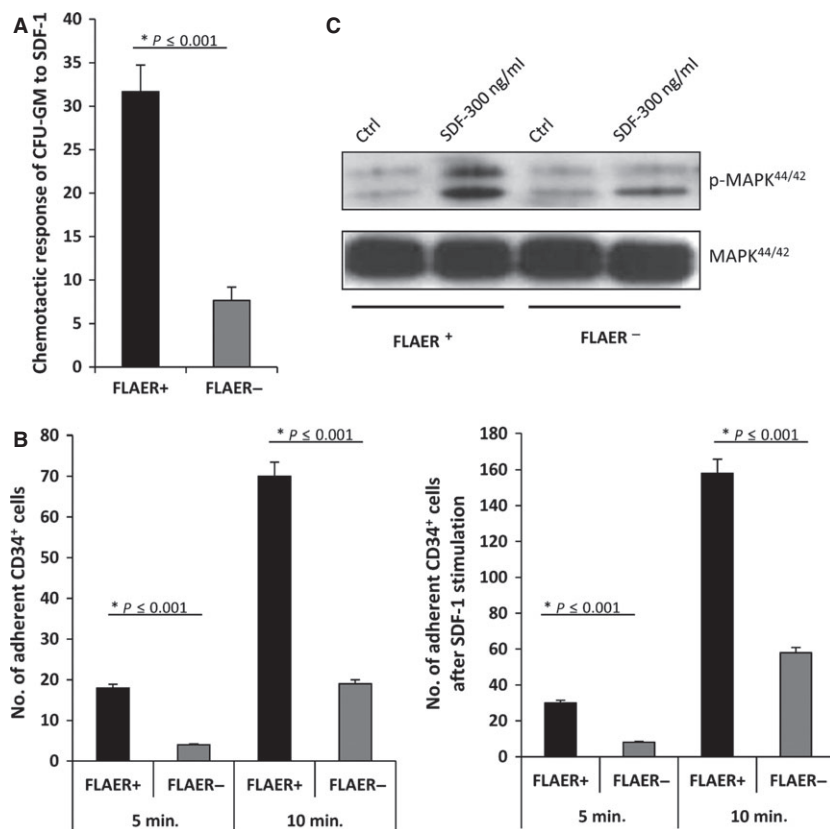 A
Chemotactic response of CFU-GM to SDF-1
40
35
30
25
20
15
10
5
0
* P ≤ 0.001
FLAER+ FLAER–
C
Ctrl SDF-300 ng/ml Ctrl SDF-300 ng/ml
p-MAPK44/42
MAPK44/42
FLAER + FLAER –
B
No. of adherent CD34+ cells
80
70
60
50
40
30
20
10
0
* P ≤ 0.001
* P ≤ 0.001
FLAER+ FLAER– FLAER+ FLAER–
5 min. 10 min.
No. of adherent CD34+ cells
after SDF-1 stimulation
180
160
140
120
100
80
60
40
20
0
* P ≤ 0.001
* P ≤ 0.001
FLAER+ FLAER– FLAER+ FLAER–
5 min. 10 min.